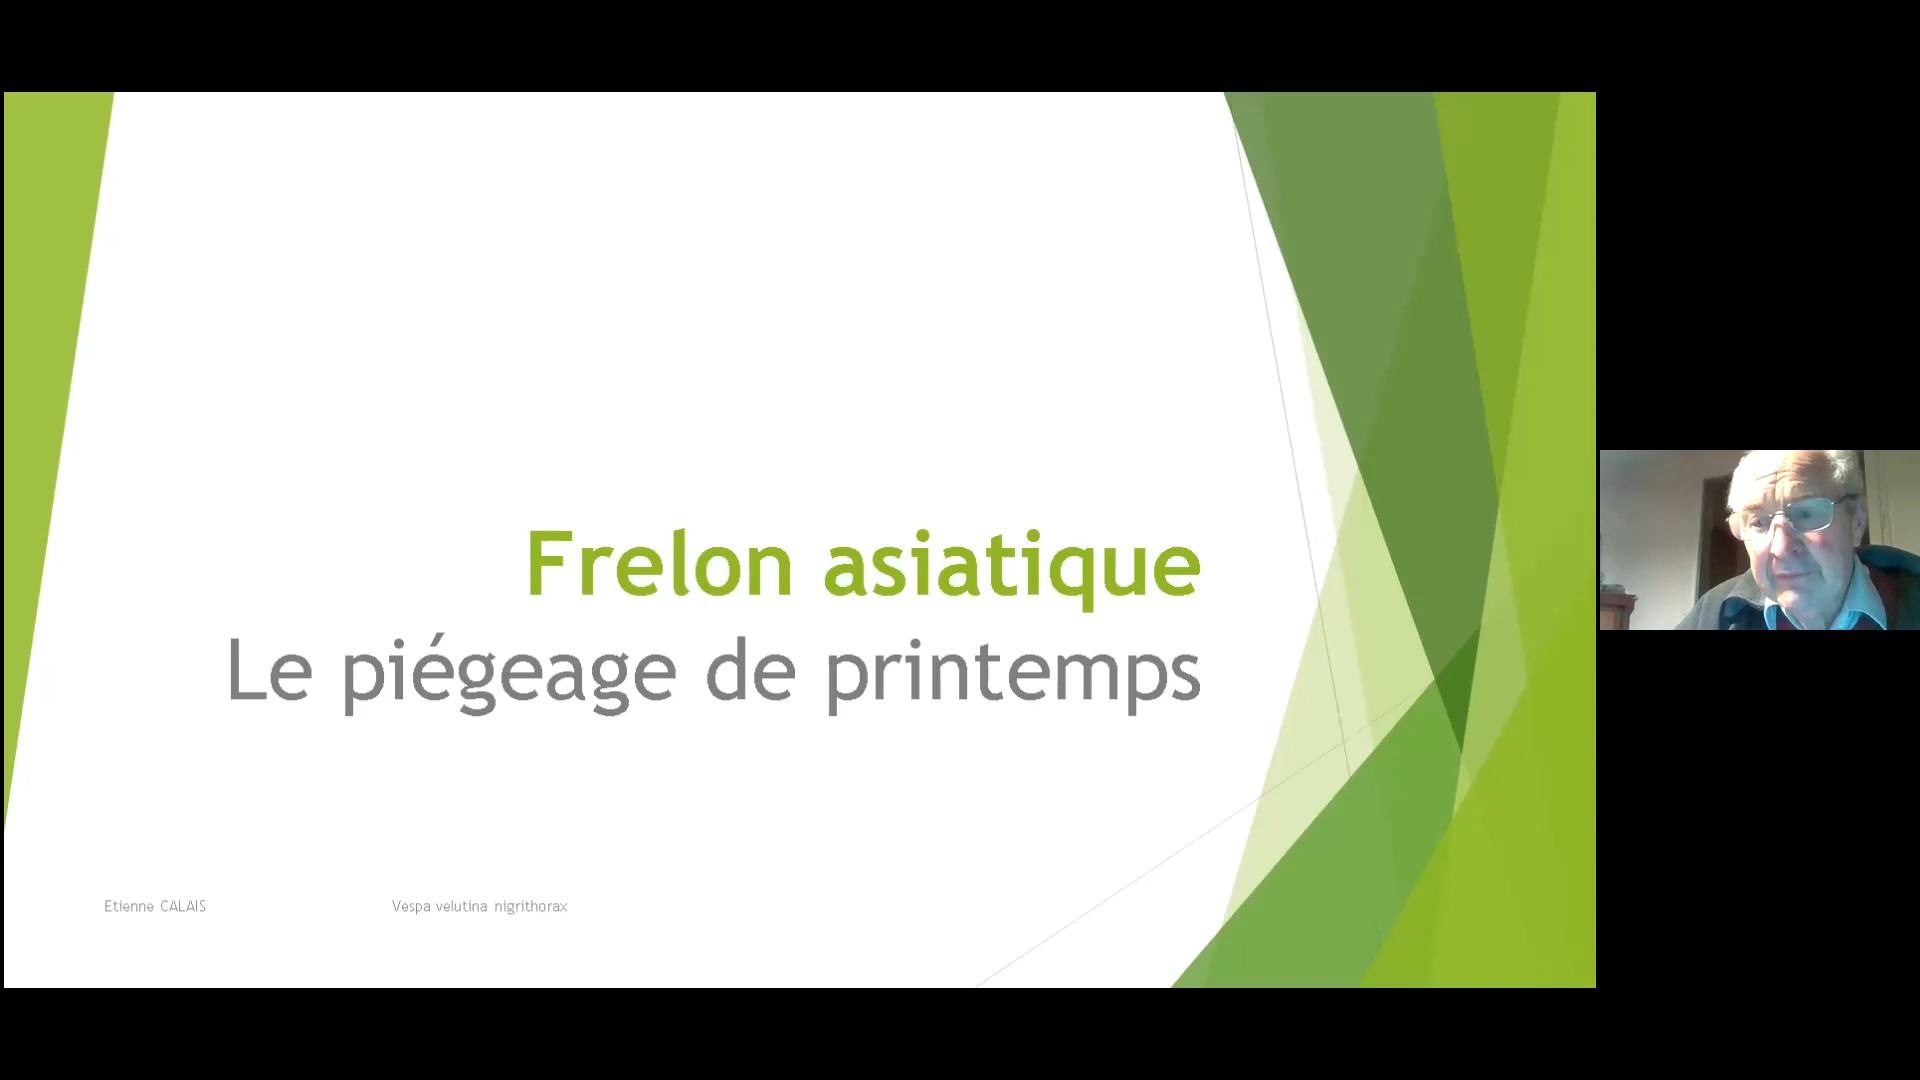 Frelon asiatique
Le piégeage de printemps
Etienne CALAIS
Vespa velutina nigrithorax